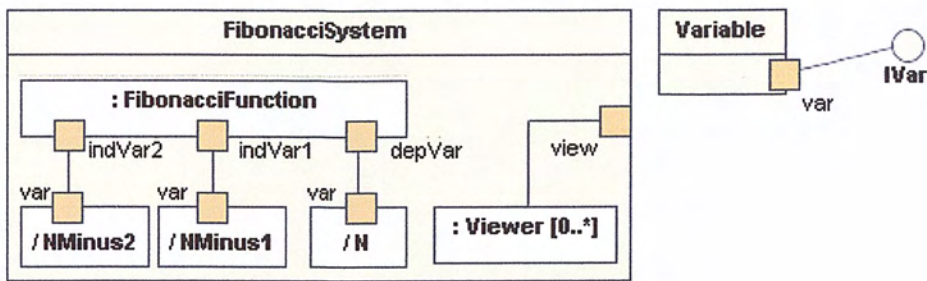 FibonacciSystem
: FibonacciFunction
indVar2
indVar1
depVar
view
var
var
var
/ NMinus2
/ NMinus1
/ N
: Viewer [0..*]
Variable
var
IVar